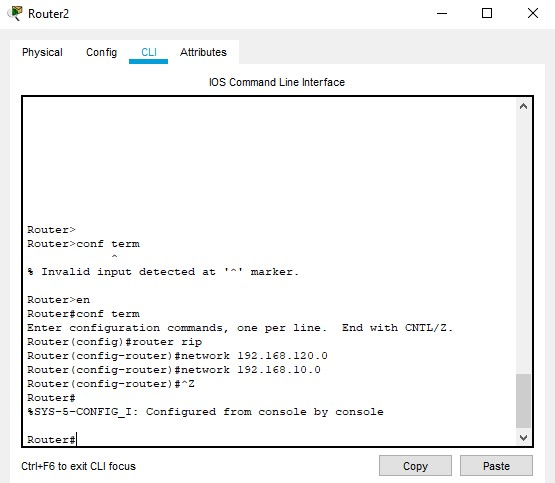 Router2
Physical Config CLI Attributes
IOS Command Line Interface
Router>
Router>conf term
^
% Invalid input detected at '^' marker.
Router>en
Router#conf term
Enter configuration commands, one per line.  End with CNTL/Z.
Router(config)#router rip
Router(config-router)#network 192.168.120.0
Router(config-router)#network 192.168.10.0
Router(config-router)#^Z
Router#
%SYS-5-CONFIG_I: Configured from console by console
Router#
Ctrl+F6 to exit CLI focus Copy Paste